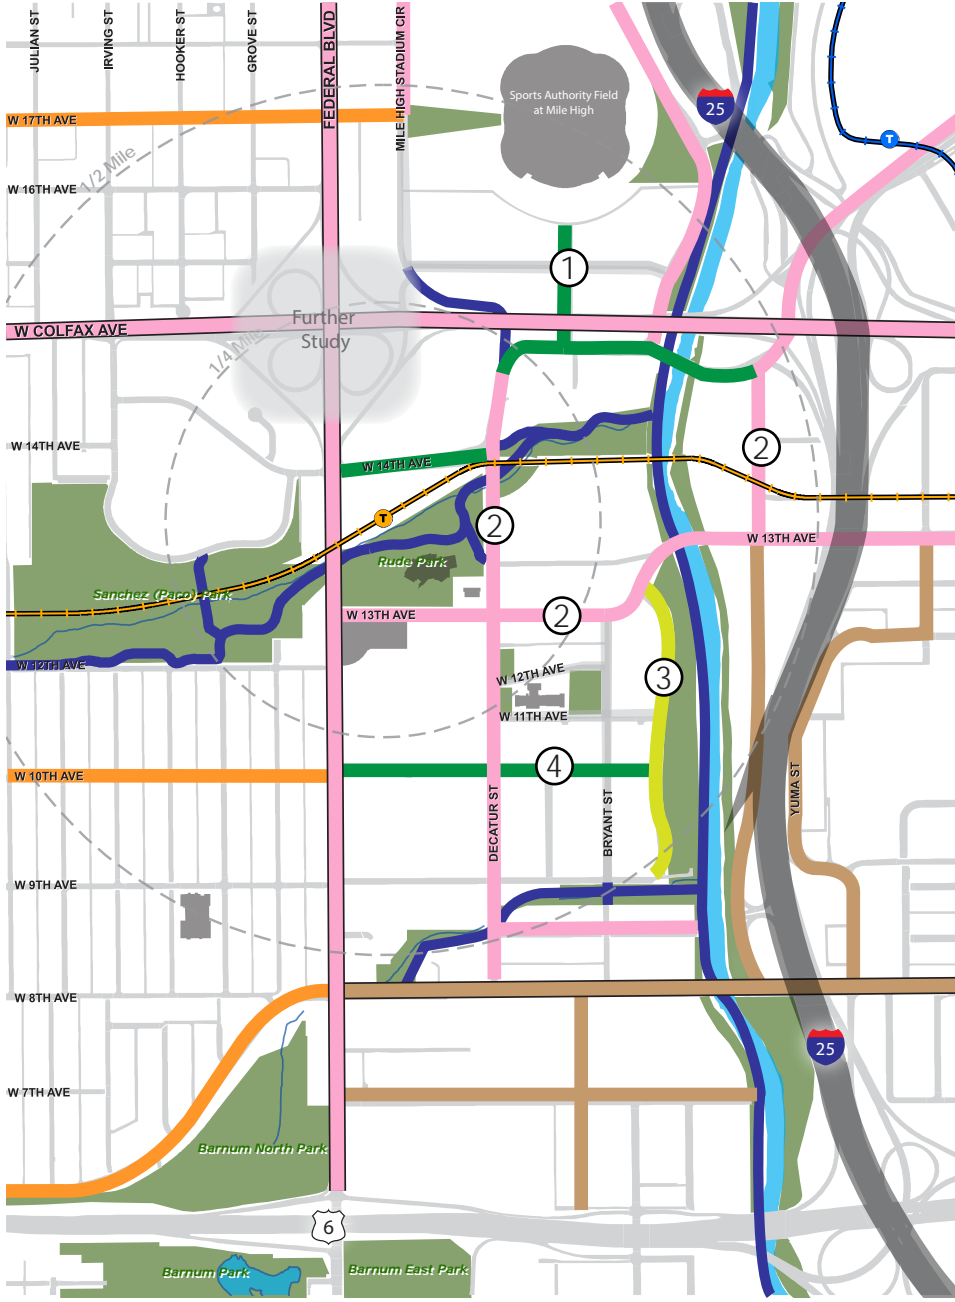 JULIAN ST
IRVING ST
HOOKER ST
GROVE ST
FEDERAL BLVD
MILE HIGH STADIUM CIR
Sports Authority Field
at Mile High
25
T
W 17TH AVE
1/2 Mile
W 16TH AVE
1
Further
Study
W COLFAX AVE
1/4 Mile
W 14TH AVE
W 14TH AVE
2
T
2
W 13TH AVE
Rude Park
Sanchez (Paco) Park
W 13TH AVE
2
W 12TH AVE
W 12TH AVE
3
W 11TH AVE
W 10TH AVE
4
DECATUR ST
BRYANT ST
YUMA ST
W 9TH AVE
W 8TH AVE
25
W 7TH AVE
Barnum North Park
6
Barnum Park
Barnum East Park